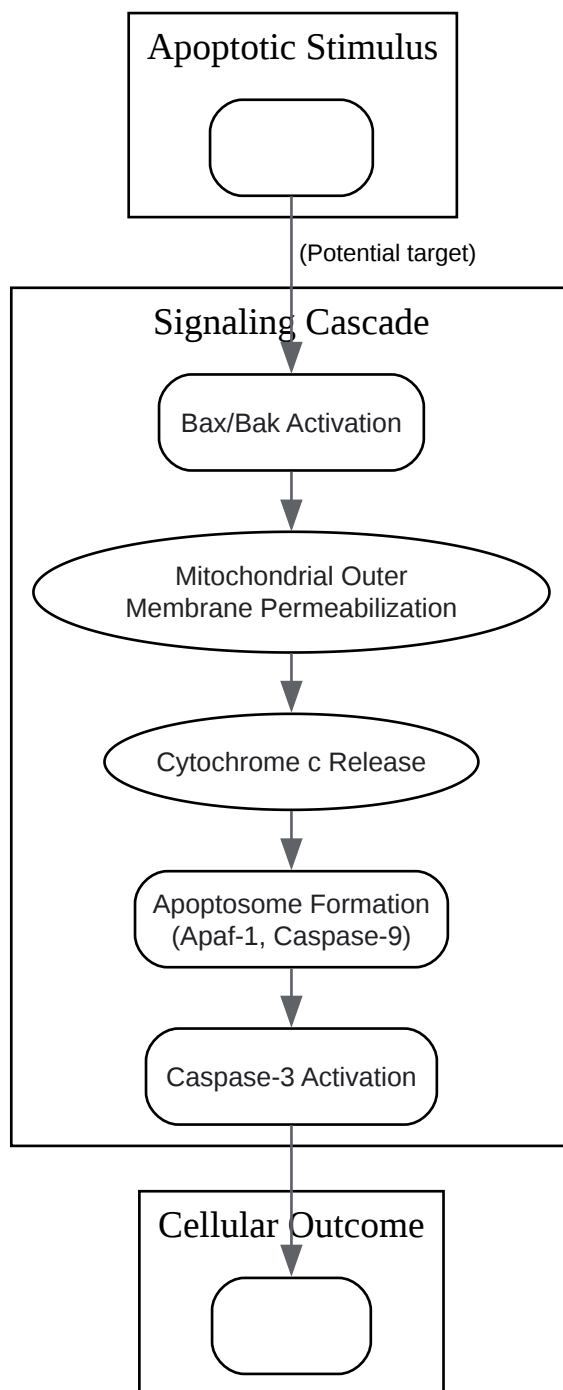 Apoptotic Stimulus
(Potential target)
Signaling Cascade
Bax/Bak Activation
Mitochondrial Outer
Membrane Permeabilization
Cytochrome c Release
Apoptosome Formation
(Apaf-1, Caspase-9)
Caspase-3 Activation
Cellular Outcome